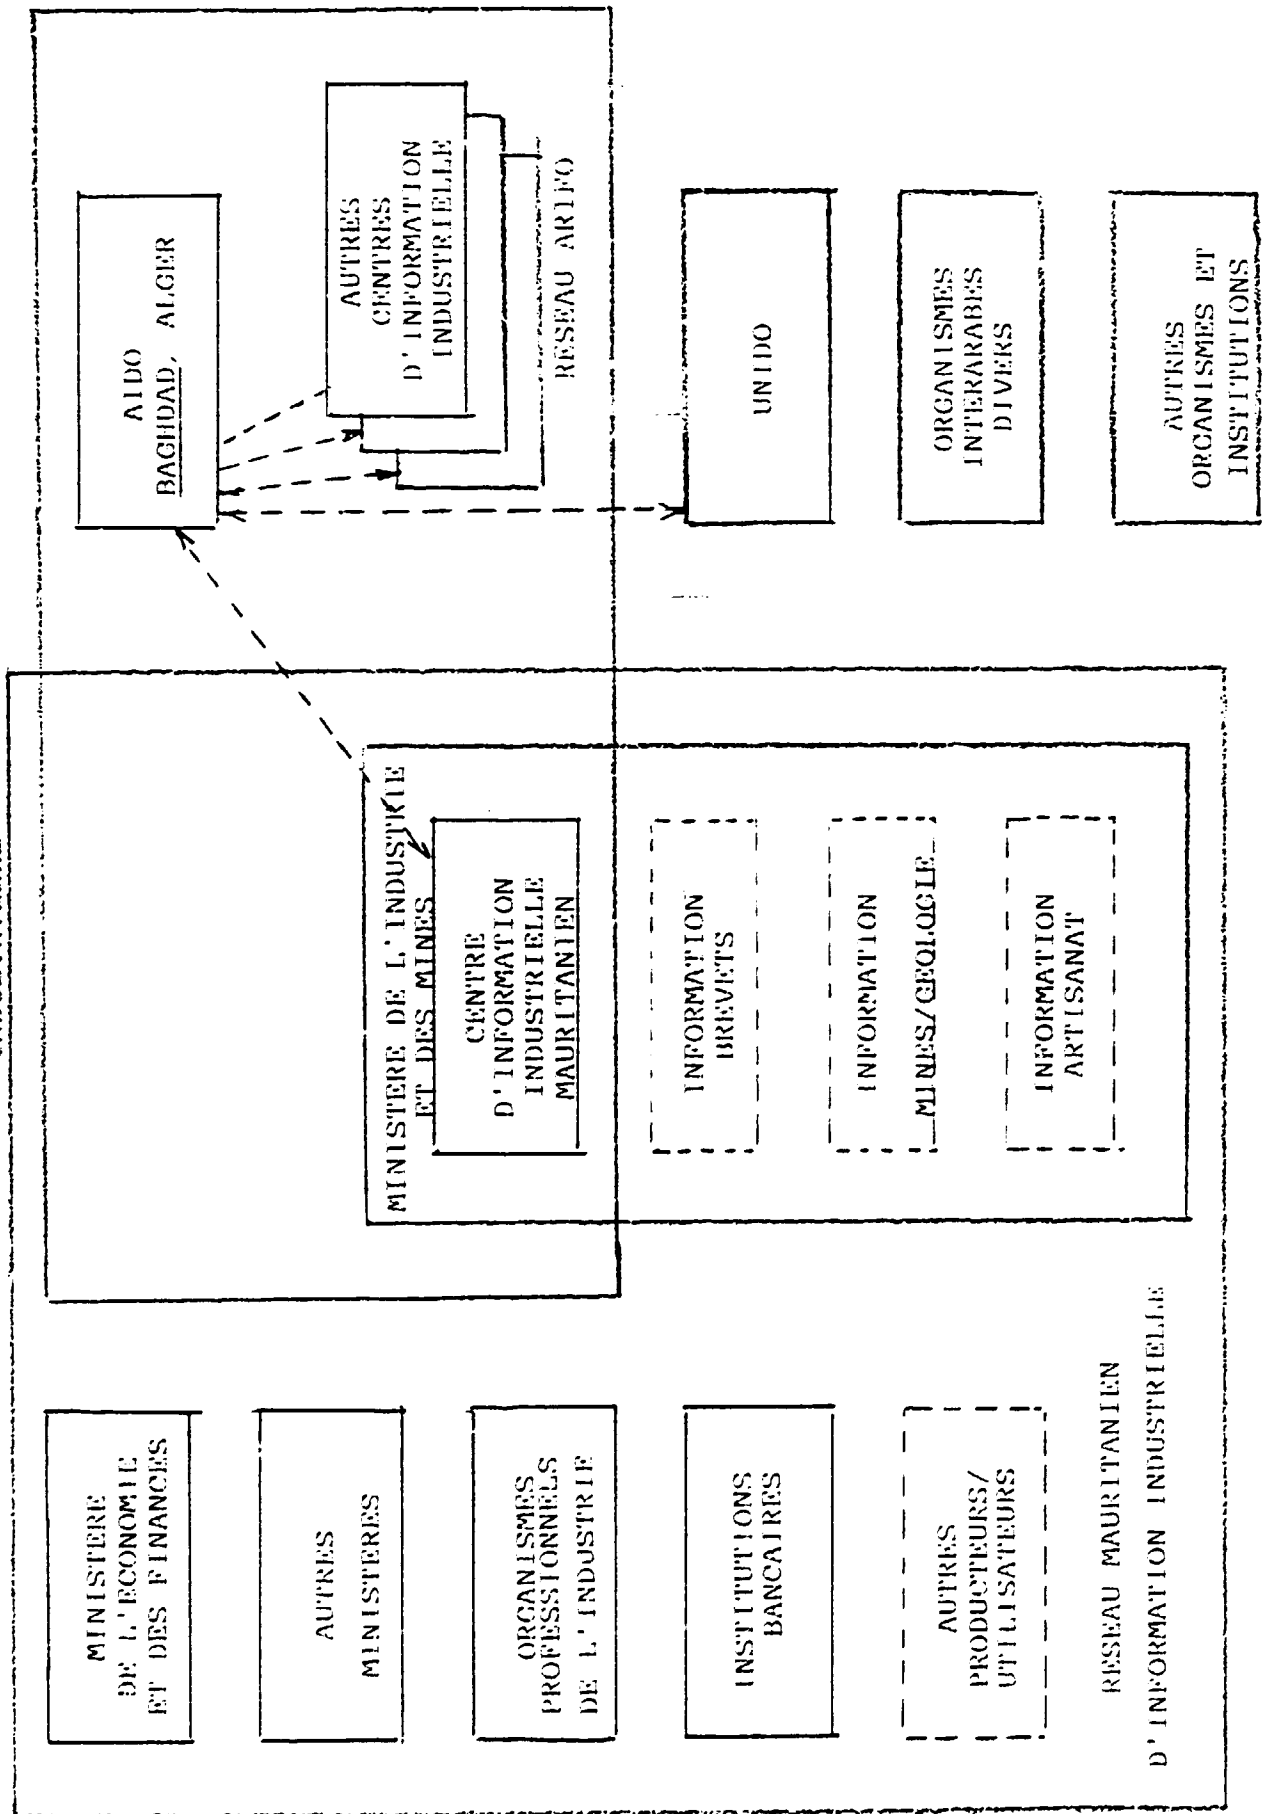 MINISTERE
DE L'ECONOMIE
ET DES FINANCES
AUTRES
MINISTERES
ORGANISMES
PROFESSIONNELS
DE L'INDUSTRIE
INSTITUTIONS
BANCAIRES
AUTRES
PRODUCTEURS/
UTILISATEURS
RESEAU MAURITANIEN
D'INFORMATION INDUSTRIELLE
MINISTERE DE L'INDUSTRIE
ET DES MINES
CENTRE
D'INFORMATION
INDUSTRIELLE
MAURITANIEN
INFORMATION
BREVETS
INFORMATION
MINES/GEOLOGIE
INFORMATION
ARTISANAT
AIDO
BAGHDAD, ALGER
AUTRES
CENTRES
D'INFORMATION
INDUSTRIELLE
RESEAU ARIFO
UNIDO
ORGANISMES
INTERARABES
DIVERS
AUTRES
ORGANISMES ET
INSTITUTIONS